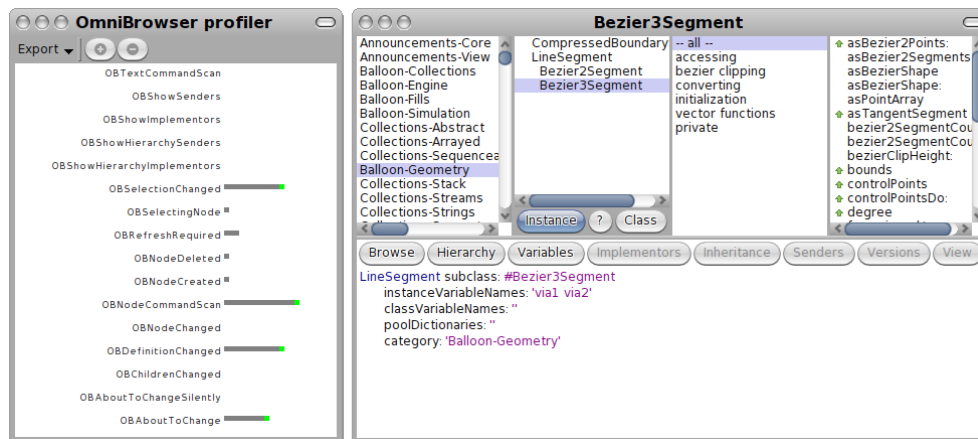 OmniBrowser profiler
Export
OBTextCommandScan
OBShowSenders
OBShowImplementors
OBShowHierarchySenders
OBShowHierarchyImplementors
OBSelectionChanged
OBSelectingNode
OBRefreshRequired
OBNodeDeleted
OBNodeCreated
OBNodeCommandScan
OBNodeChanged
OBDefinitionChanged
OBChildrenChanged
OBAboutToChangeSilently
OBAboutToChange
Bezier3Segment
Announcements-Core
Announcements-View
Balloon-Collections
Balloon-Engine
Balloon-Fills
Balloon-Simulation
Collections-Abstract
Collections-Arrayed
Collections-Sequencea
Balloon-Geometry
Collections-Stack
Collections-Streams
Collections-Strings
CompressedBoundary
LineSegment
Bezier2Segment
Bezier3Segment
Instance ? Class
-- all --
accessing
bezier clipping
converting
initialization
vector functions
private
asBezier2Points:
asBezier2Segments
asBezierShape
asBezierShape:
asPointArray
asTangentSegment
bezier2SegmentCou
bezier2SegmentCou
bezierClipHeight:
bounds
controlPoints
controlPointsDo:
degree
Browse Hierarchy Variables Implementors Inheritance Senders Versions View
LineSegment subclass: #Bezier3Segment
instanceVariableNames: 'via1 via2'
classVariableNames: ''
poolDictionaries: ''
category: 'Balloon-Geometry'